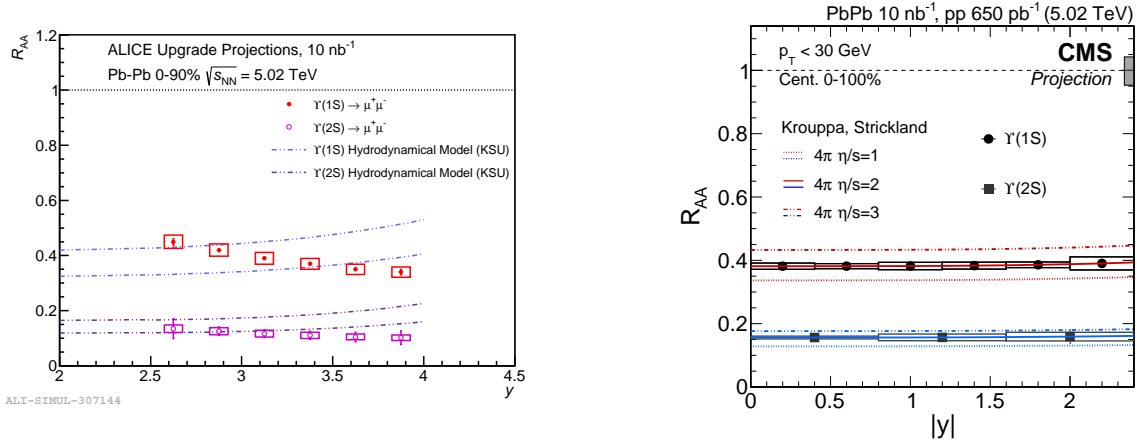 R_AA
ALICE Upgrade Projections, 10 nb⁻¹
Pb-Pb 0-90% √s_NN = 5.02 TeV
ϒ(1S) → μ⁺μ⁻
ϒ(2S) → μ⁺μ⁻
ϒ(1S) Hydrodynamical Model (KSU)
ϒ(2S) Hydrodynamical Model (KSU)
1.4
1.2
1
0.8
0.6
0.4
0.2
0
2 2.5 3 3.5 4 4.5
y
ALI-SIMUL-307144
PbPb 10 nb⁻¹, pp 650 pb⁻¹ (5.02 TeV)
p_T < 30 GeV
CMS
Cent. 0-100%
Projection
Krouppa, Strickland
4π η/s=1
4π η/s=2
4π η/s=3
ϒ(1S)
ϒ(2S)
R_AA
1
0.8
0.6
0.4
0.2
0
0 0.5 1 1.5 2
|y|